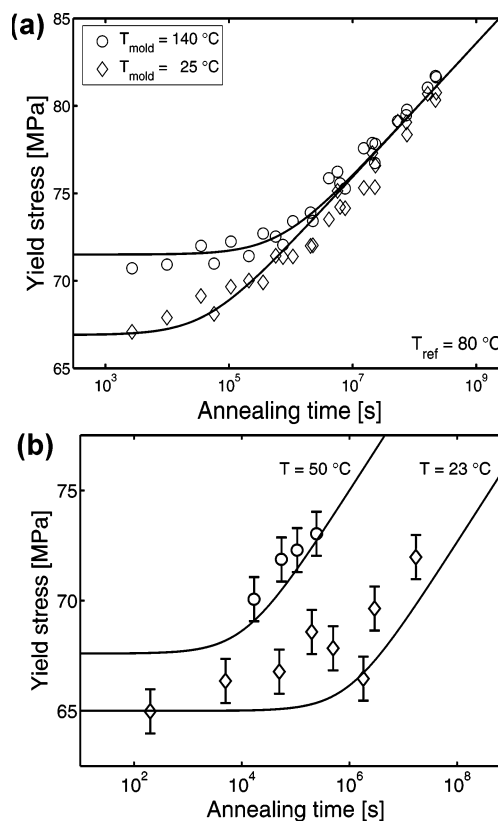 (a)
T_mold = 140 °C
T_mold = 25 °C
85
80
75
70
65
Yield stress [MPa]
T_ref = 80 °C
10^3
10^5
10^7
10^9
Annealing time [s]
(b)
T = 50 °C
T = 23 °C
75
70
65
Yield stress [MPa]
10^2
10^4
10^6
10^8
Annealing time [s]